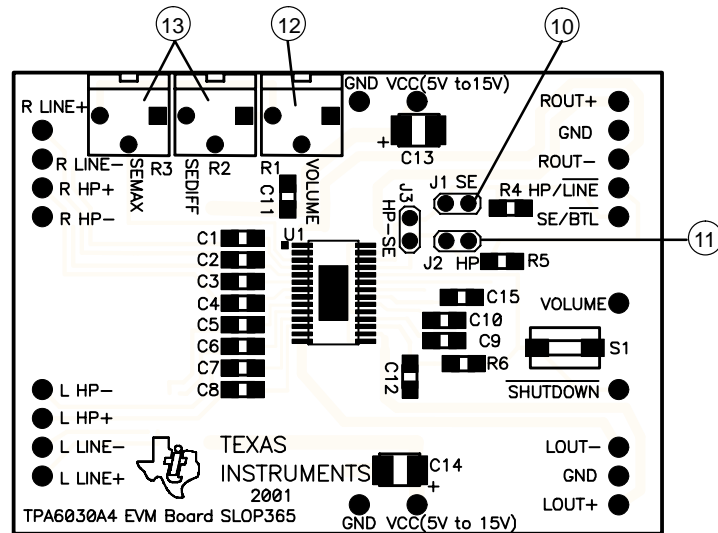 13
12
10
GND VCC(5V to15V)
R LINE+
R LINE-
R HP+
R HP-
R3
SEMAX
R2
SEDIFF
R1
VOLUME
C11
C13
+
J1 SE
J3
HP-SE
J2 HP
R4 HP/LINE
R5
ROUT+
GND
ROUT-
SE/BTL
11
U1
C1
C2
C3
C4
C5
C6
C7
C8
C15
C10
C9
R6
C12
VOLUME
S1
SHUTDOWN
L HP-
L HP+
L LINE-
L LINE+
TEXAS
INSTRUMENTS
2001
C14
+
LOUT-
GND
LOUT+
TPA6030A4 EVM Board SLOP365
GND VCC(5V to 15V)